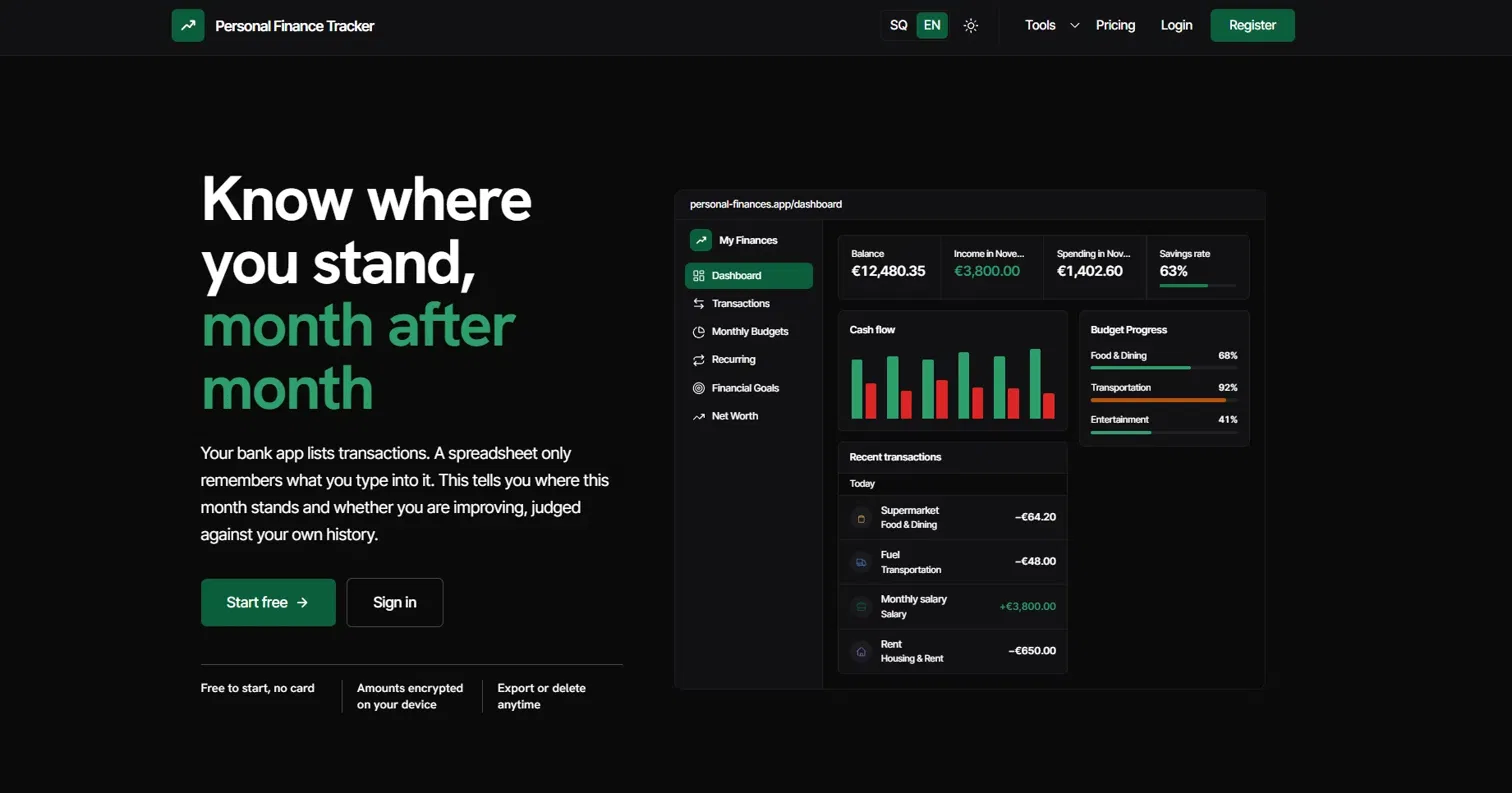 Personal Finance Tracker
SQ EN
Tools
Pricing
Login
Register
Know where
you stand,
month after
month
Your bank app lists transactions. A spreadsheet only
remembers what you type into it. This tells you where this
month stands and whether you are improving, judged
against your own history.
Start free →
Sign in
Free to start, no card
Amounts encrypted
on your device
Export or delete
anytime
personal-finances.app/dashboard
My Finances
Dashboard
Transactions
Monthly Budgets
Recurring
Financial Goals
Net Worth
Balance
€12,480.35
Income in Nove...
€3,800.00
Spending in Nov...
€1,402.60
Savings rate
63%
Cash flow
Budget Progress
Food & Dining 68%
Transportation 92%
Entertainment 41%
Recent transactions
Today
Supermarket
Food & Dining
−€64.20
Fuel
Transportation
−€48.00
Monthly salary
Salary
+€3,800.00
Rent
Housing & Rent
−€650.00